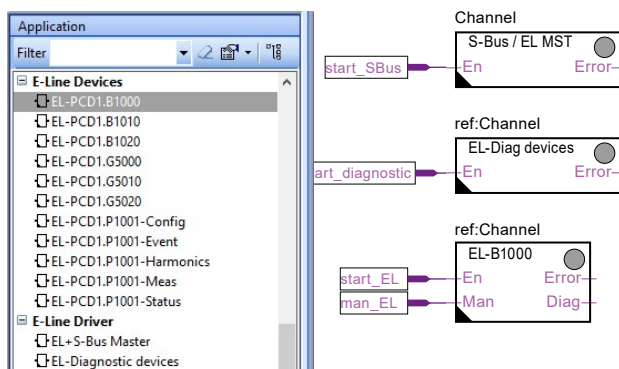 Application
Filter
E-Line Devices
EL-PCD1.B1000
EL-PCD1.B1010
EL-PCD1.B1020
EL-PCD1.G5000
EL-PCD1.G5010
EL-PCD1.G5020
EL-PCD1.P1001-Config
EL-PCD1.P1001-Event
EL-PCD1.P1001-Harmonics
EL-PCD1.P1001-Meas
EL-PCD1.P1001-Status
E-Line Driver
EL+S-Bus Master
EL-Diagnostic devices
Channel
S-Bus / EL MST
start_SBus
En
Error
ref:Channel
EL-Diag devices
art_diagnostic
En
Error
ref:Channel
EL-B1000
start_EL
En
Error
man_EL
Man
Diag